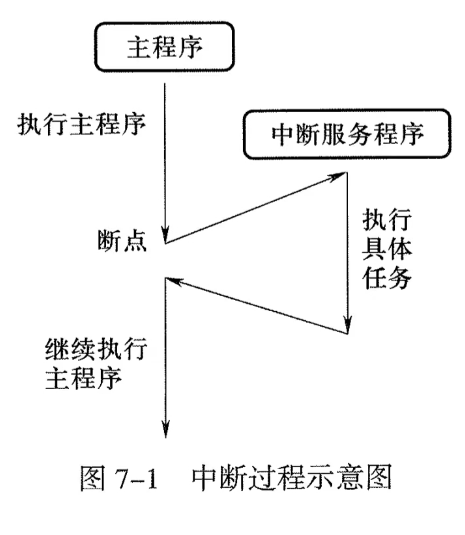 主程序
执行主程序
中断服务程序
断点
执行
具体
任务
继续执行
主程序
图 7-1 中断过程示意图